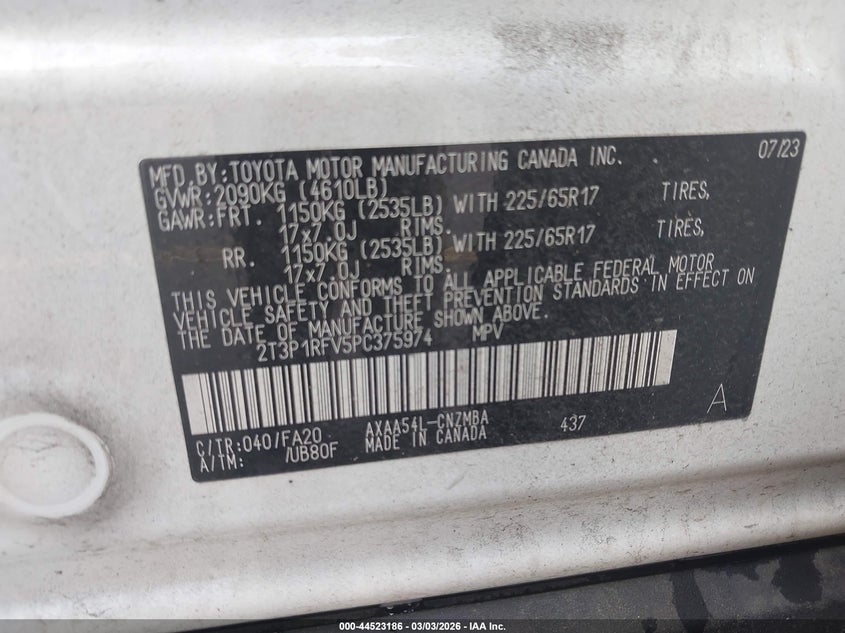 MFD.BY:TOYOTA MOTOR MANUFACTURING CANADA INC. 07/23
GVWR:2090KG (4610LB)
GAWR:FRT. 1150KG (2535LB) WITH 225/65R17 TIRES,
17x7.0J RIMS.
RR. 1150KG (2535LB) WITH 225/65R17 TIRES,
17x7.0J RIMS.
THIS VEHICLE CONFORMS TO ALL APPLICABLE FEDERAL MOTOR
VEHICLE SAFETY AND THEFT PREVENTION STANDARDS IN EFFECT ON
THE DATE OF MANUFACTURE SHOWN ABOVE.
2T3P1RFV5PC375974 MPV
A
C/TR:040/FA20 AXAA54L-CNZMBA 437
A/TM: /UB80F MADE IN CANADA
000-44523186 - 03/03/2026 - IAA Inc.